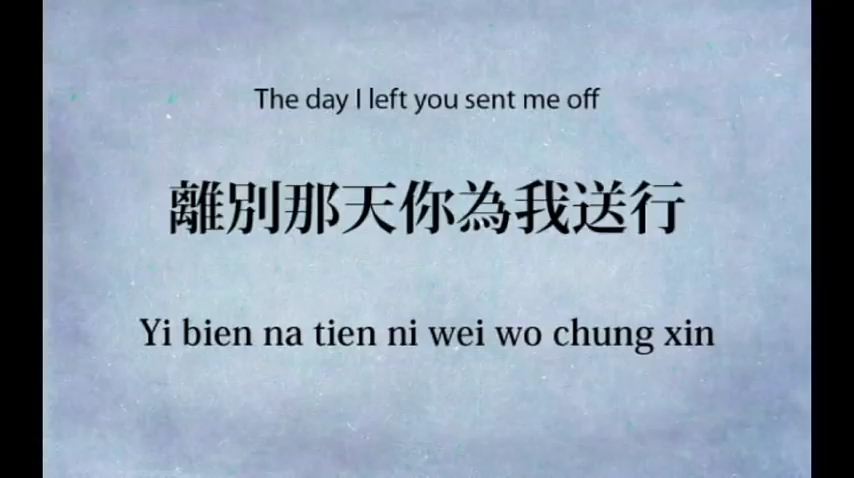 The day I left you sent me off
離別那天你為我送行
Yi bien na tien ni wei wo chung xin